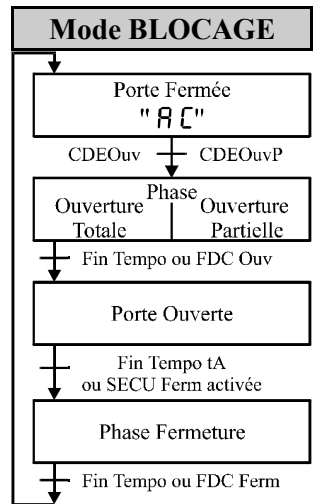 Mode BLOCAGE
Porte Fermée
" A C"
CDEOuv CDEOuvP
Phase
Ouverture Ouverture
Totale Partielle
Fin Tempo ou FDC Ouv
Porte Ouverte
Fin Tempo tA
ou SECU Ferm activée
Phase Fermeture
Fin Tempo ou FDC Ferm